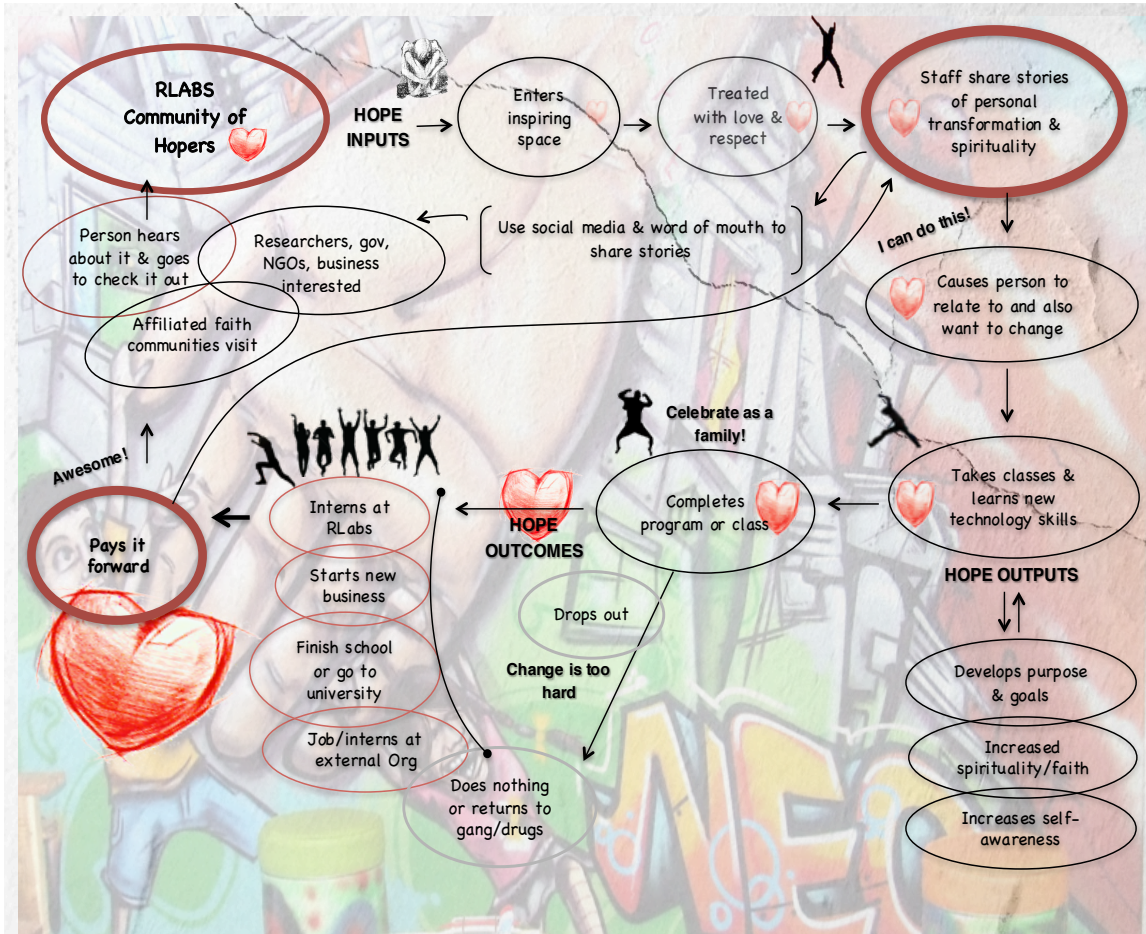 RLABS
Community of
Hopers
HOPE
INPUTS
Enters
inspiring
space
Treated
with love &
respect
Staff share stories
of personal
transformation &
spirituality
Person hears
about it & goes
to check it out
Researchers, gov,
NGOs, business
interested
Use social media & word of mouth to
share stories
I can do this!
Causes person to
relate to and also
want to change
Affiliated faith
communities visit
Awesome!
Celebrate as a
family!
Takes classes &
learns new
technology skills
Completes
program or class
HOPE
OUTCOMES
Interns at
RLabs
Pays it
forward
Starts new
business
Drops out
HOPE OUTPUTS
Finish school
or go to
university
Change is too
hard
Develops purpose
& goals
Job/interns at
external Org
Increased
spirituality/faith
Does nothing
or returns to
gang/drugs
Increases self-
awareness